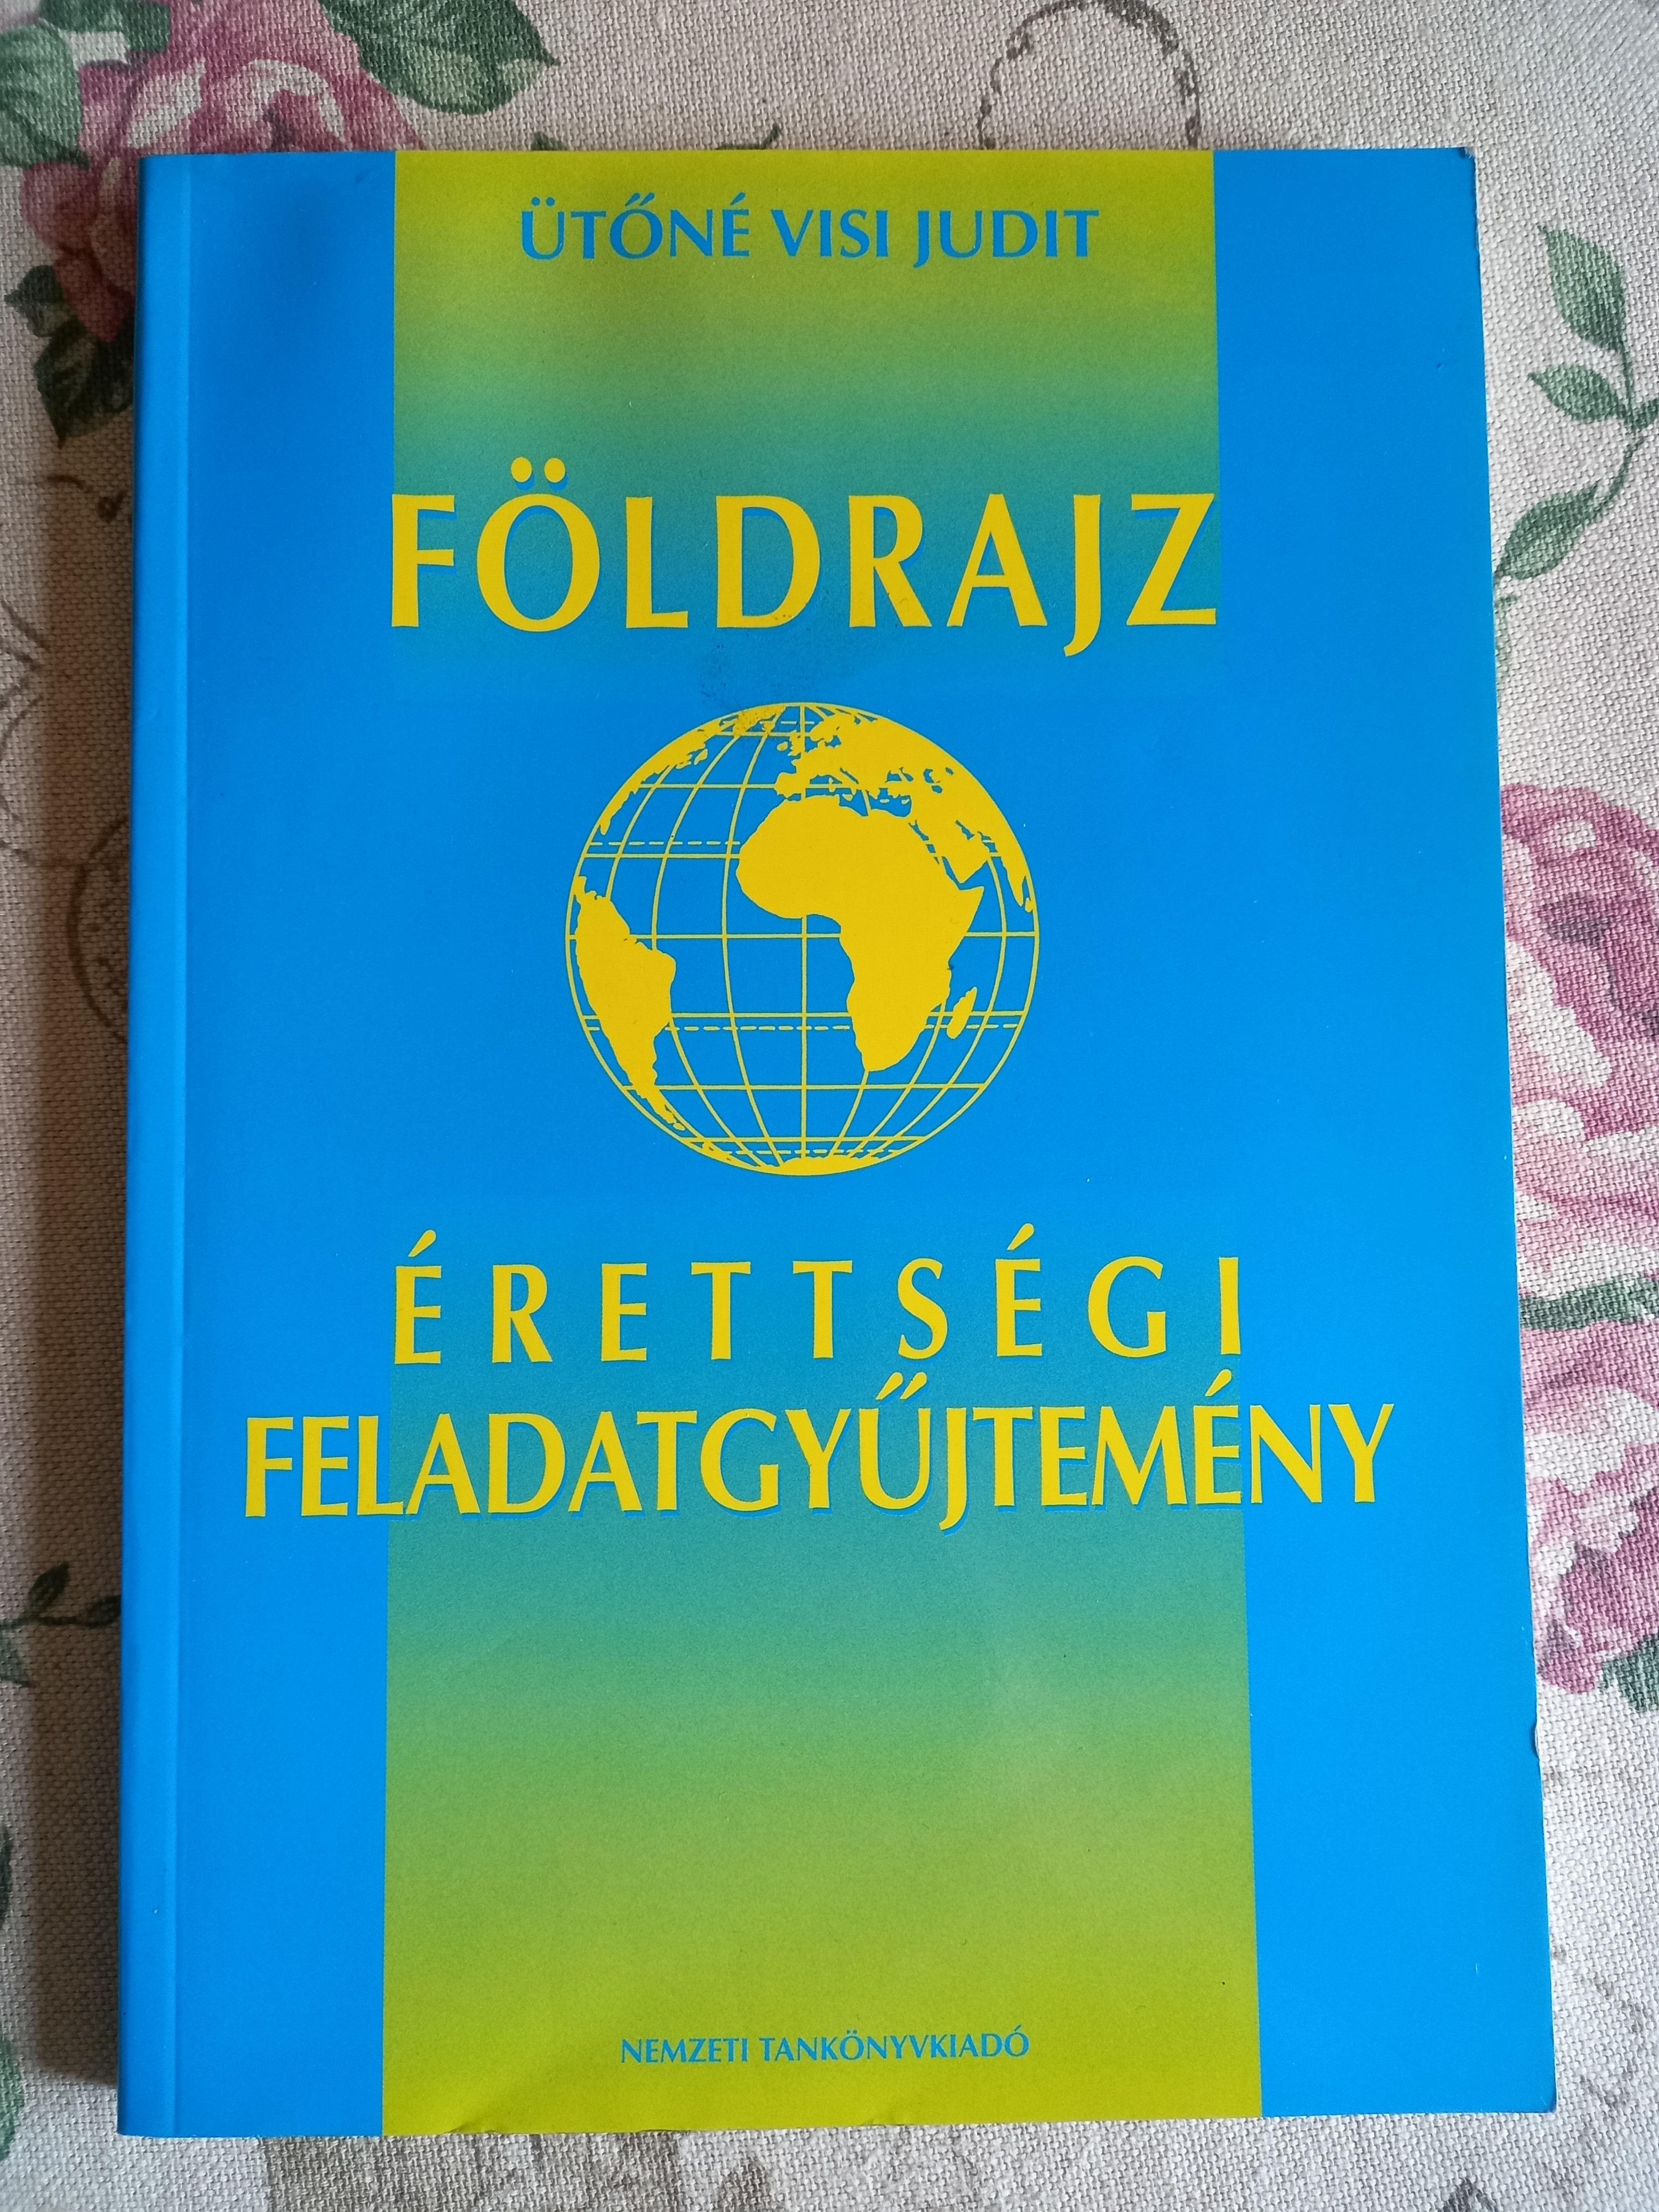 ÜTŐNÉ VISI JUDIT
FÖLDRAJZ
ÉRETTSÉGI
FELADATGYŰJTEMÉNY
NEMZETI TANKÖNYVKIADÓ